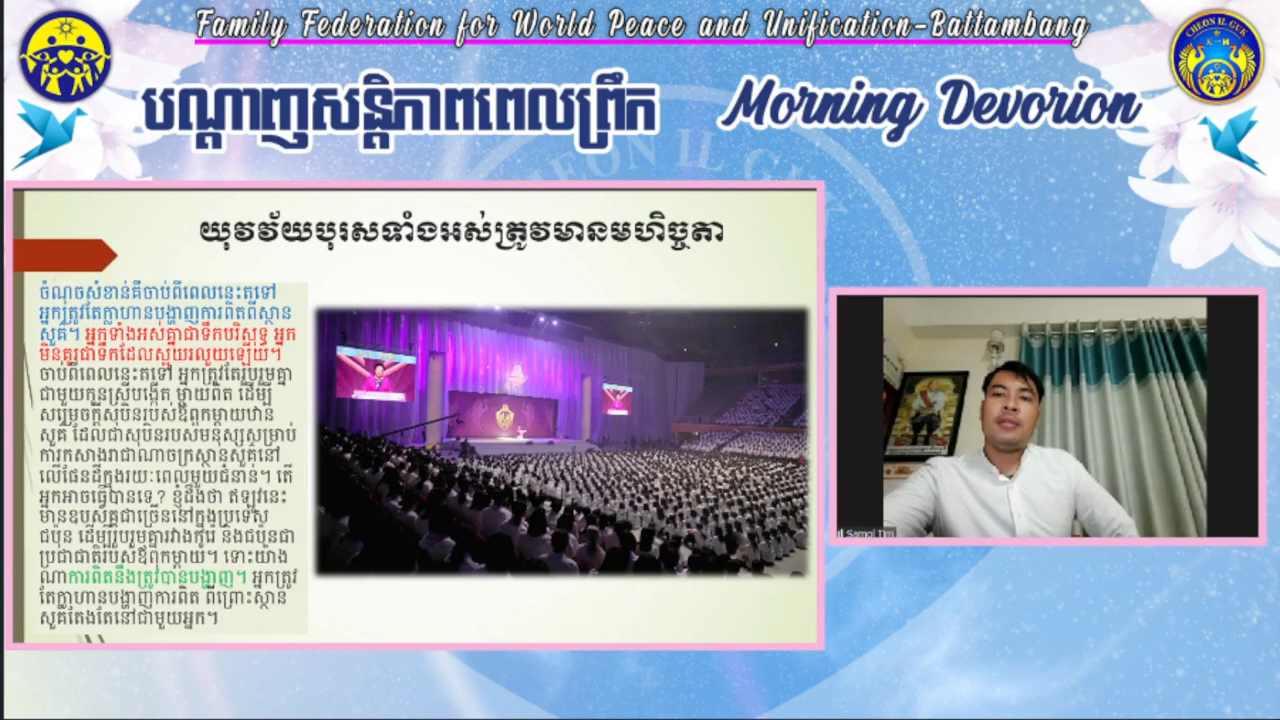 Family Federation for World Peace and Unification-Battambang
CHEON IL GUK
បណ្តាញសន្តិភាពពេលព្រឹក
Morning Devorion
CHEON IL GUK
យុវវ័យបុរសទាំងអស់ត្រូវមានមហិច្ចតា
ចំណុចសំខាន់គឺចាប់ពីពេលនេះតទៅ
អ្នកត្រូវតែក្លាហានបង្ហាញការពិតពីស្ថាន
សួគ៌។ អ្នកទាំងអស់គ្នាជាទឹកបរិសុទ្ធ អ្នក
មិនគួរជាទឹកដែលស្អុយរលួយឡើយ។
ចាប់ពីពេលនេះតទៅ អ្នកត្រូវតែរួបរួមគ្នា
ជាមួយកូនស្រីបង្កើត ម្តាយពិត ដើម្បី
សម្រេចក្តីសុបិនរបស់ឪពុកម្តាយឋាន
សួគ៌ ដែលជាសុបិនរបស់មនុស្សសម្រាប់
ការកសាងរាជាណាចក្រស្ថានសួគ៌នៅ
លើផែនដីក្នុងរយៈពេលមួយជំនាន់។ តើ
អ្នកអាចធ្វើបានទេ? ខ្ញុំដឹងថា ឥឡូវនេះ
មានឧបសគ្គជាច្រើននៅក្នុងប្រទេស
ជប៉ុន ដើម្បីរួបរួមគ្នារវាងកូរ៉េ និងជប៉ុនជា
ប្រជាជាតិរបស់ឪពុកម្តាយ។ ទោះយ៉ាង
ណាការពិតនឹងត្រូវបានបង្ហាញ។ អ្នកត្រូវ
តែក្លាហានបង្ហាញការពិត ពីព្រោះស្ថាន
សួគ៌តែងតែនៅជាមួយអ្នក។
Samol Tim